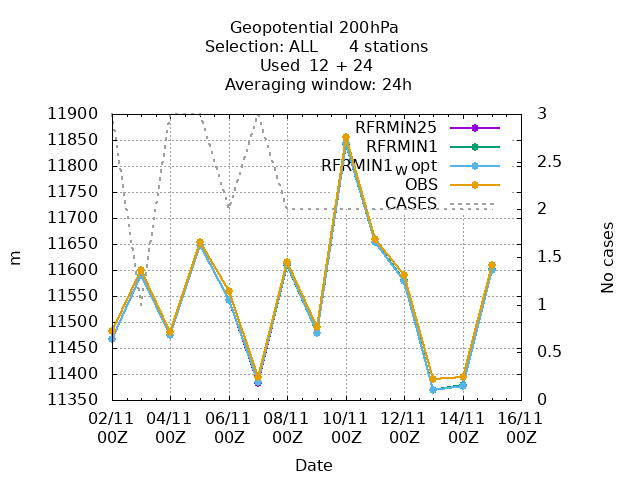 Geopotential 200hPa
Selection: ALL 4 stations
Used 12 + 24
Averaging window: 24h
11900
11850
11800
11750
11700
11650
11600
11550
11500
11450
11400
11350
m
3
2.5
2
1.5
1
0.5
0
No cases
RFRMIN25
RFRMIN1
RFRMIN1w opt
OBS
CASES
02/11 04/11 06/11 08/11 10/11 12/11 14/11 16/11
00Z 00Z 00Z 00Z 00Z 00Z 00Z 00Z
Date